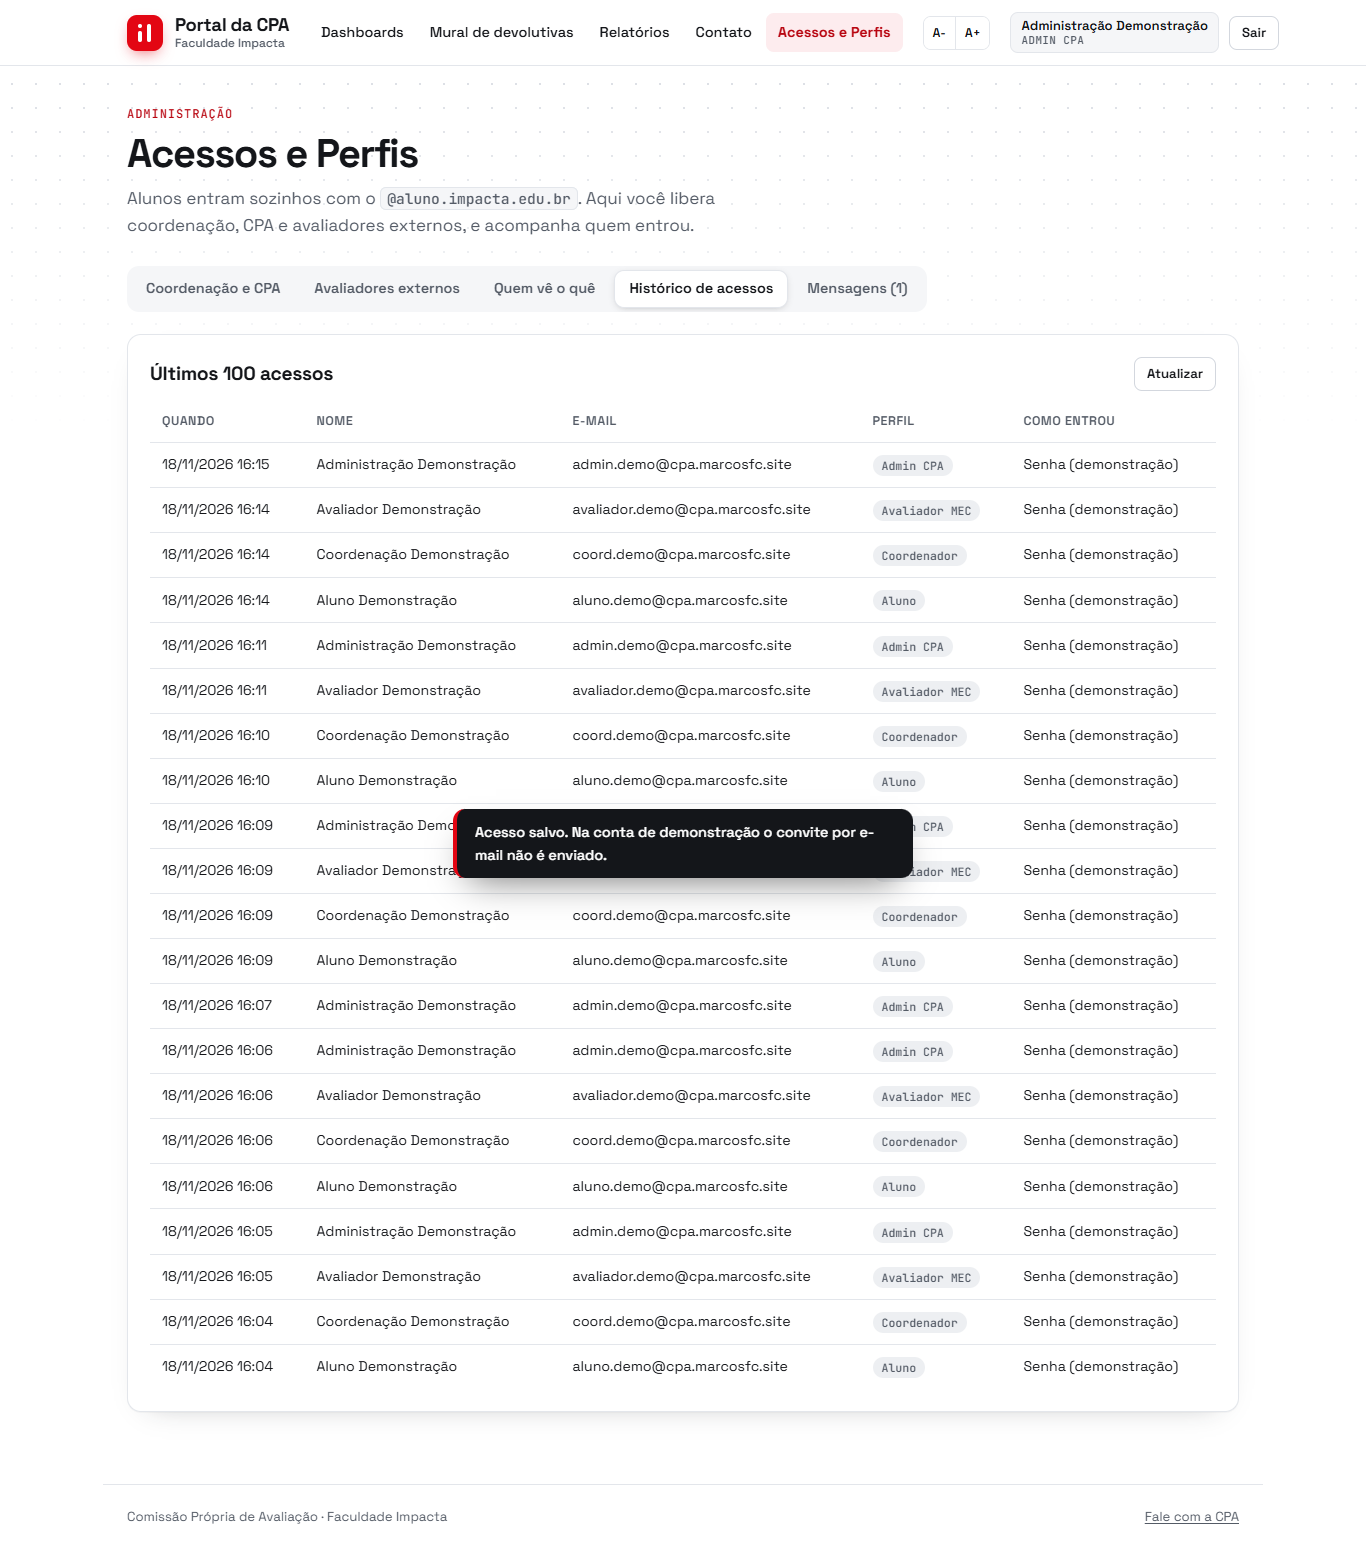 Portal da CPA
Faculdade Impacta
Dashboards
Mural de devolutivas
Relatórios
Contato
Acessos e Perfis
A-
A+
Administração Demonstração
ADMIN CPA
Sair
ADMINISTRAÇÃO
Acessos e Perfis
Alunos entram sozinhos com o @aluno.impacta.edu.br. Aqui você libera
coordenação, CPA e avaliadores externos, e acompanha quem entrou.
Coordenação e CPA
Avaliadores externos
Quem vê o quê
Histórico de acessos
Mensagens (1)
Últimos 100 acessos
Atualizar
QUANDO NOME E-MAIL PERFIL COMO ENTROU
18/11/2026 16:15 Administração Demonstração admin.demo@cpa.marcosfc.site Admin CPA Senha (demonstração)
18/11/2026 16:14 Avaliador Demonstração avaliador.demo@cpa.marcosfc.site Avaliador MEC Senha (demonstração)
18/11/2026 16:14 Coordenação Demonstração coord.demo@cpa.marcosfc.site Coordenador Senha (demonstração)
18/11/2026 16:14 Aluno Demonstração aluno.demo@cpa.marcosfc.site Aluno Senha (demonstração)
18/11/2026 16:11 Administração Demonstração admin.demo@cpa.marcosfc.site Admin CPA Senha (demonstração)
18/11/2026 16:11 Avaliador Demonstração avaliador.demo@cpa.marcosfc.site Avaliador MEC Senha (demonstração)
18/11/2026 16:10 Coordenação Demonstração coord.demo@cpa.marcosfc.site Coordenador Senha (demonstração)
18/11/2026 16:10 Aluno Demonstração aluno.demo@cpa.marcosfc.site Aluno Senha (demonstração)
18/11/2026 16:09 Administração CPA Senha (demonstração)
Acesso salvo. Na conta de demonstração o convite por e-
mail não é enviado.
18/11/2026 16:09 Avaliador MEC Senha (demonstração)
18/11/2026 16:09 Coordenação Demonstração coord.demo@cpa.marcosfc.site Coordenador Senha (demonstração)
18/11/2026 16:09 Aluno Demonstração aluno.demo@cpa.marcosfc.site Aluno Senha (demonstração)
18/11/2026 16:07 Administração Demonstração admin.demo@cpa.marcosfc.site Admin CPA Senha (demonstração)
18/11/2026 16:06 Administração Demonstração admin.demo@cpa.marcosfc.site Admin CPA Senha (demonstração)
18/11/2026 16:06 Avaliador Demonstração avaliador.demo@cpa.marcosfc.site Avaliador MEC Senha (demonstração)
18/11/2026 16:06 Coordenação Demonstração coord.demo@cpa.marcosfc.site Coordenador Senha (demonstração)
18/11/2026 16:06 Aluno Demonstração aluno.demo@cpa.marcosfc.site Aluno Senha (demonstração)
18/11/2026 16:05 Administração Demonstração admin.demo@cpa.marcosfc.site Admin CPA Senha (demonstração)
18/11/2026 16:05 Avaliador Demonstração avaliador.demo@cpa.marcosfc.site Avaliador MEC Senha (demonstração)
18/11/2026 16:04 Coordenação Demonstração coord.demo@cpa.marcosfc.site Coordenador Senha (demonstração)
18/11/2026 16:04 Aluno Demonstração aluno.demo@cpa.marcosfc.site Aluno Senha (demonstração)
Comissão Própria de Avaliação · Faculdade Impacta
Fale com a CPA